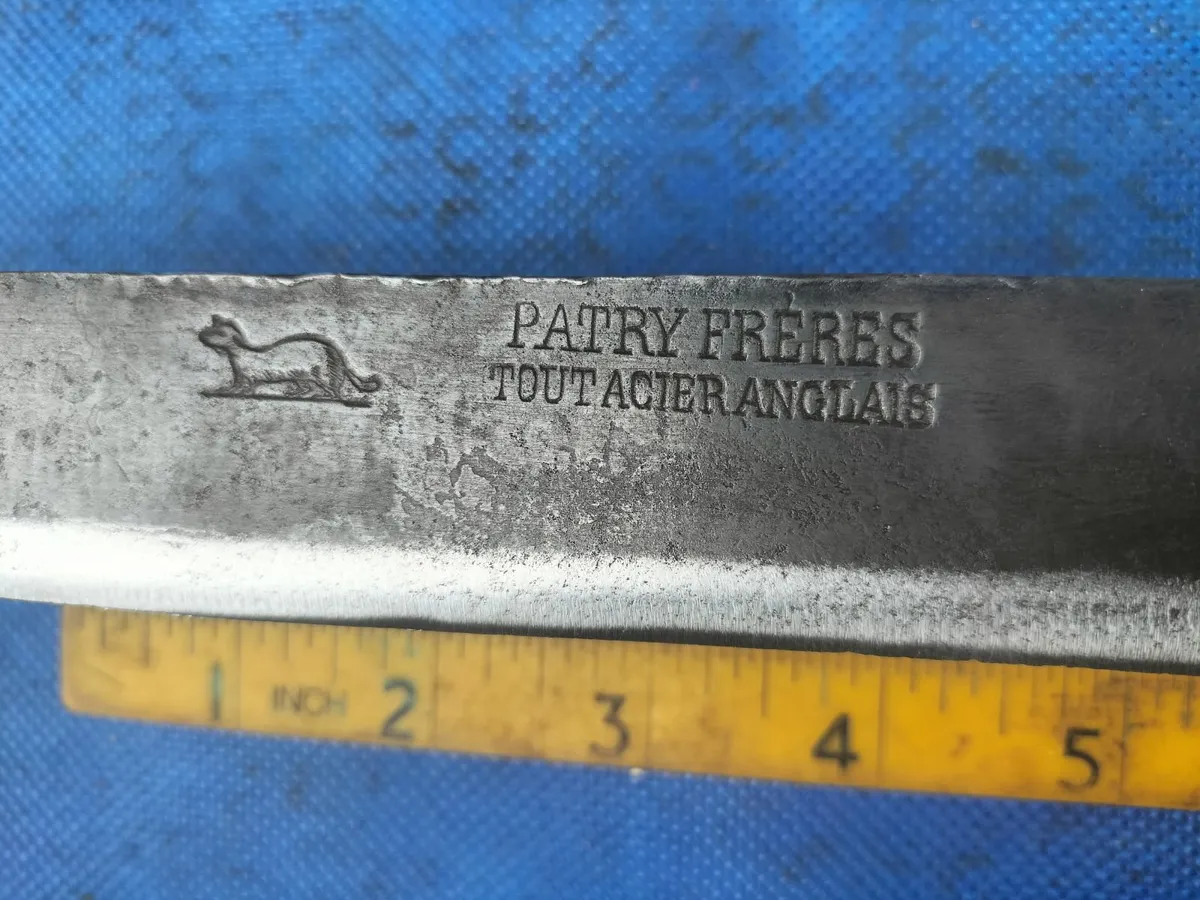 PATRY FRÈRES
TOUT ACIER ANGLAIS
1 INCH 2 3 4 5